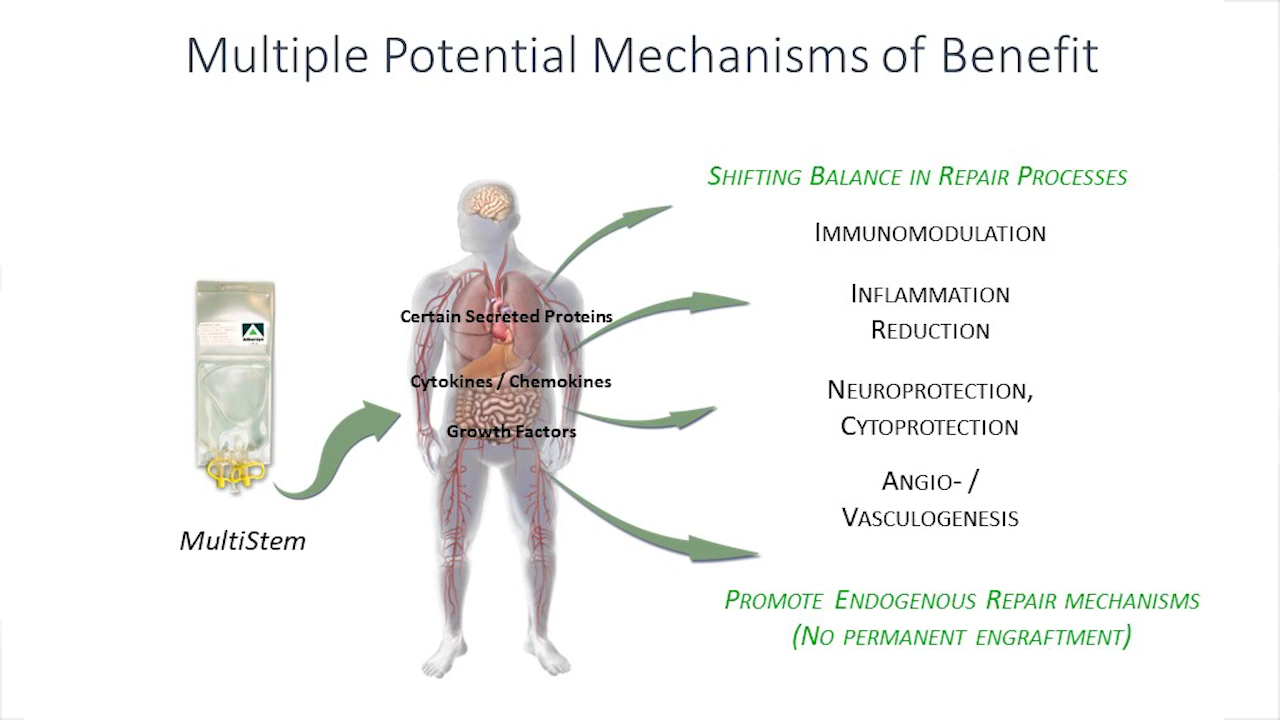 Multiple Potential Mechanisms of Benefit
SHIFTING BALANCE IN REPAIR PROCESSES
IMMUNOMODULATION
INFLAMMATION
REDUCTION
NEUROPROTECTION,
CYTOPROTECTION
ANGIO- /
VASCULOGENESIS
PROMOTE ENDOGENOUS REPAIR MECHANISMS
(NO PERMANENT ENGRAFTMENT)
Certain Secreted Proteins
Cytokines / Chemokines
Growth Factors
Athersys
MultiStem